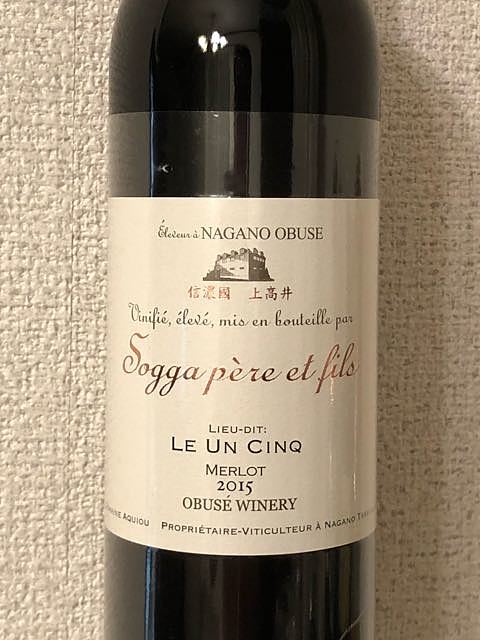 Éleveur à NAGANO OBUSE
信濃國 上高井
Vinifié, élevé, mis en bouteille par
Sogga père et fils
LIEU-DIT:
LE UN CINQ
MERLOT
2015
OBUSÉ WINERY
AQUIOU PROPRIÉTAIRE-VITICULTEUR À NAGANO